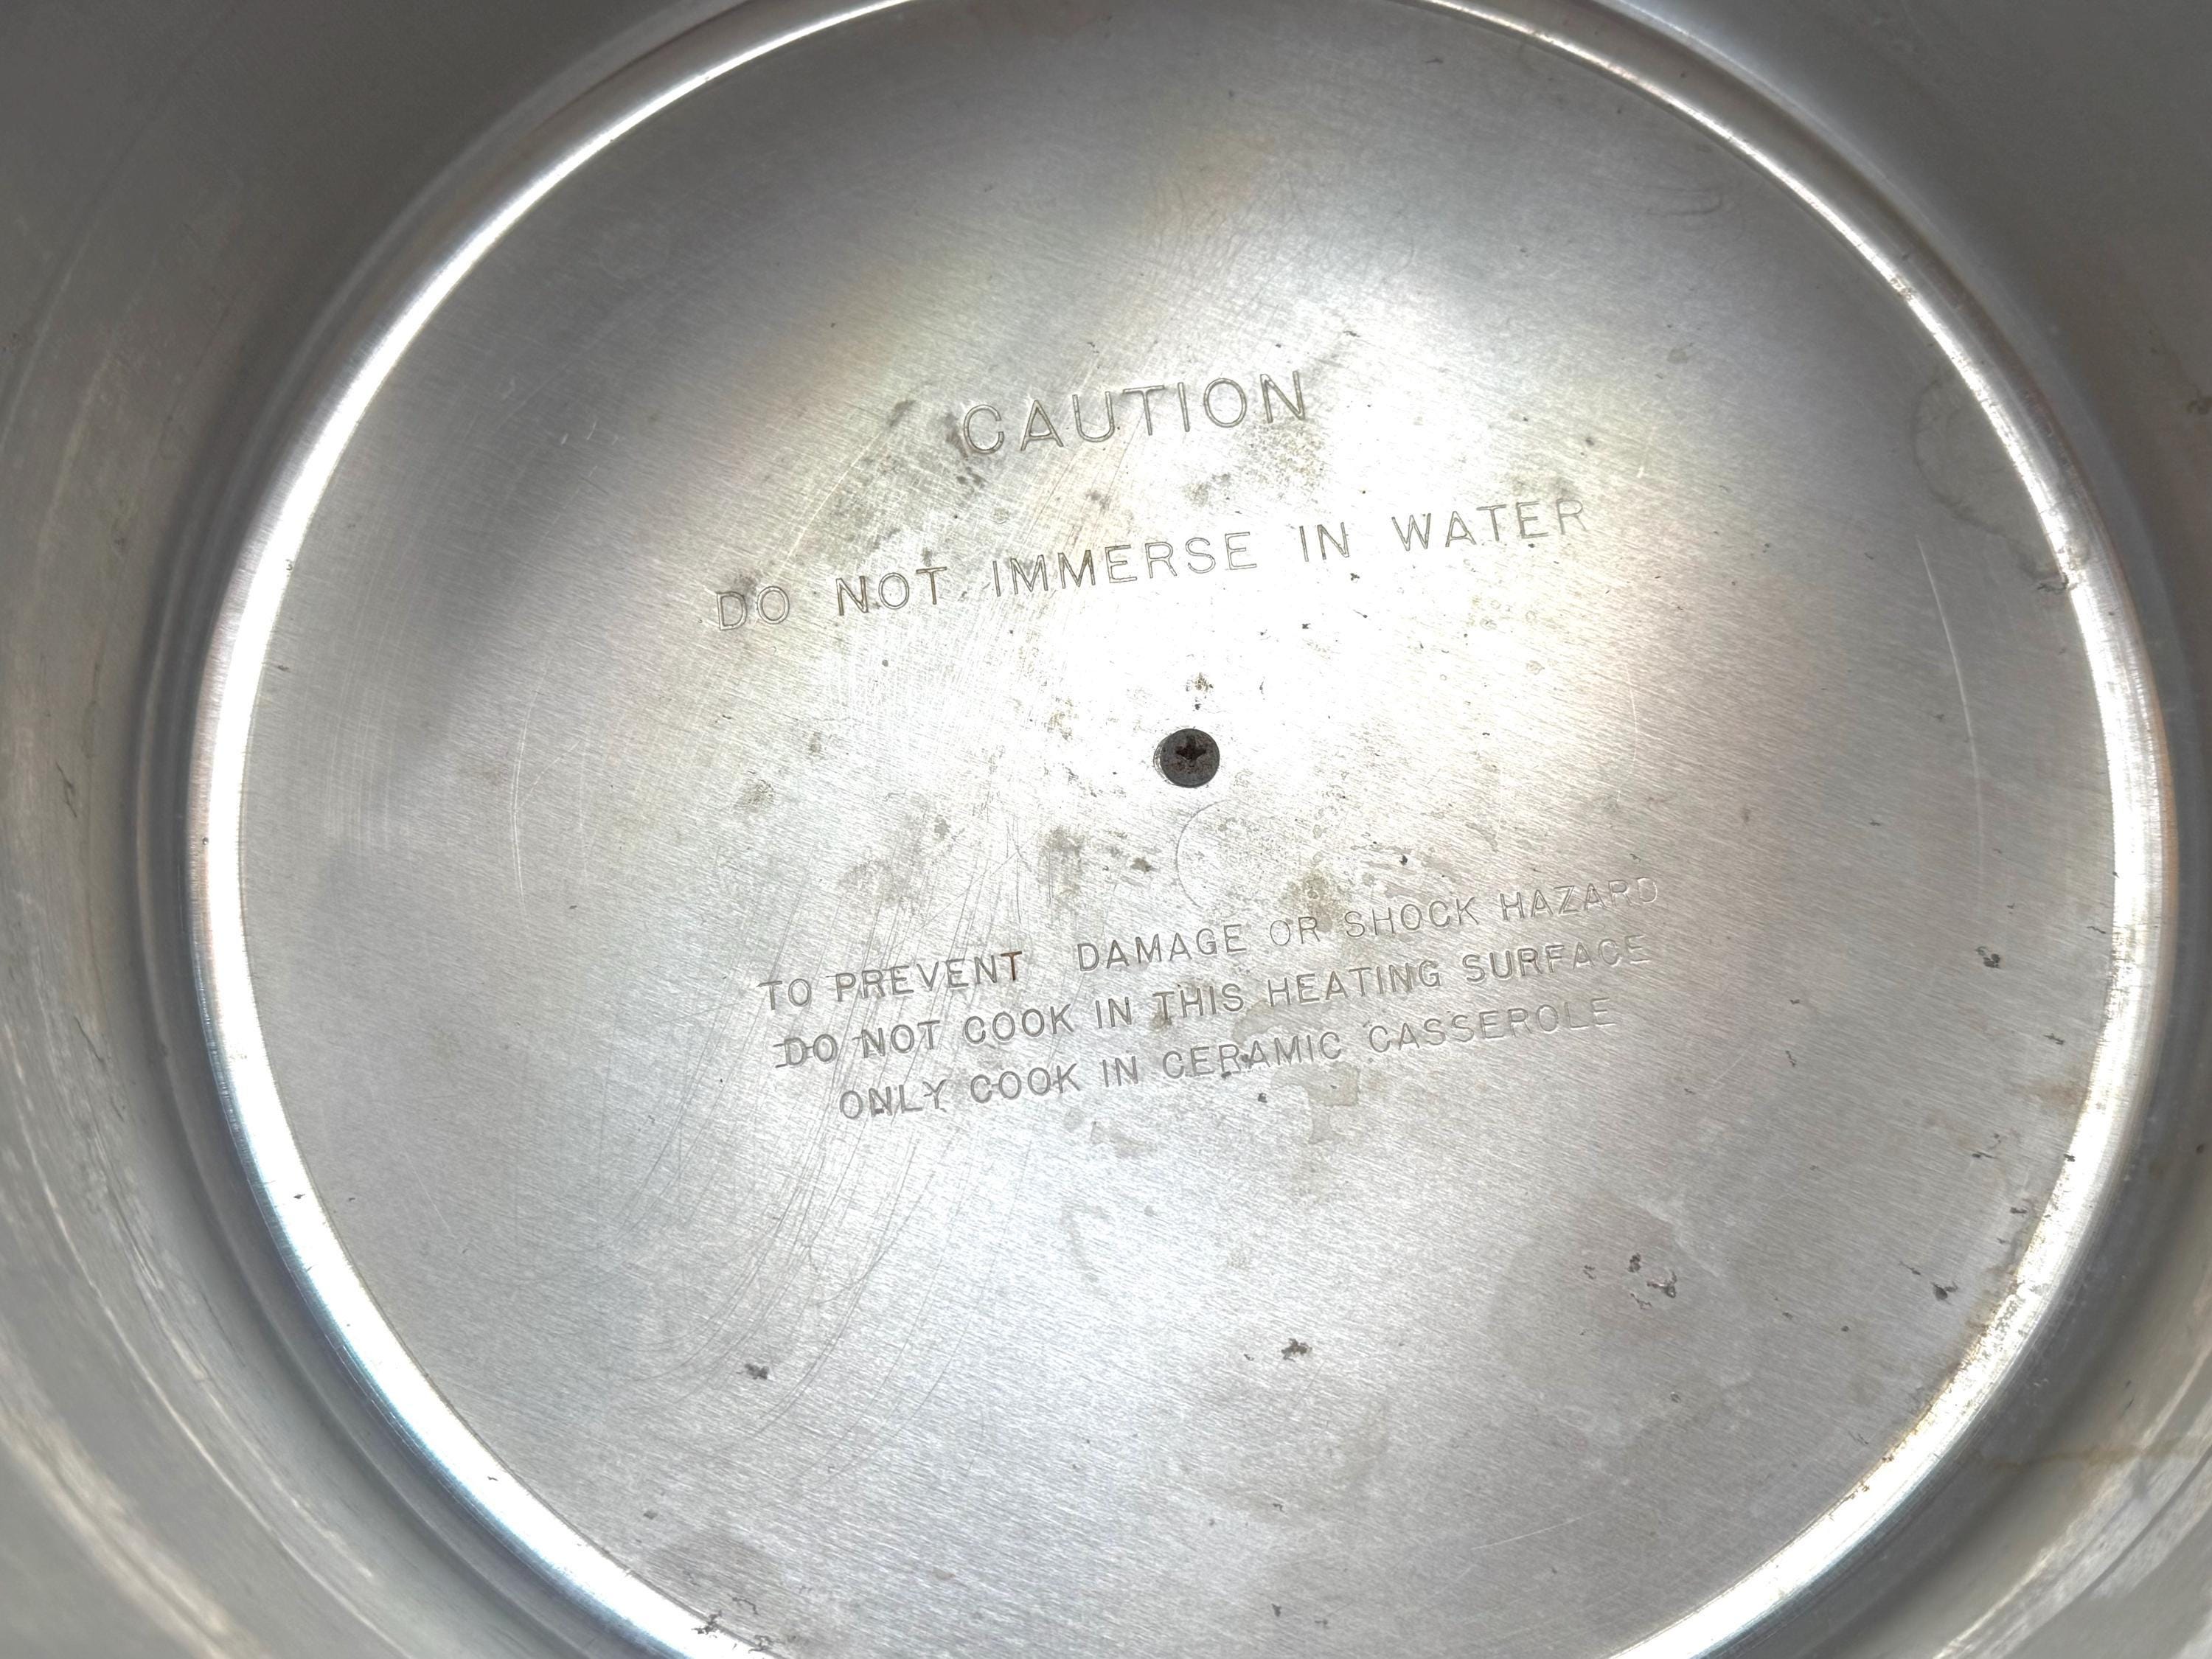 CAUTION
DO NOT IMMERSE IN WATER
TO PREVENT DAMAGE OR SHOCK HAZARD
DO NOT COOK IN THIS HEATING SURFACE
ONLY COOK IN CERAMIC CASSEROLE